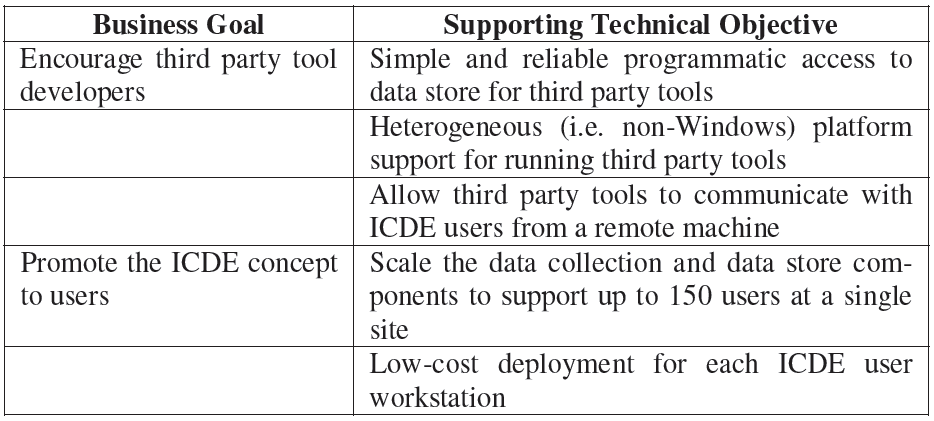 Business Goal Supporting Technical Objective
Encourage third party tool
developers
Simple and reliable programmatic access to
data store for third party tools
Heterogeneous (i.e. non-Windows) platform
support for running third party tools
Allow third party tools to communicate with
ICDE users from a remote machine
Promote the ICDE concept
to users
Scale the data collection and data store com-
ponents to support up to 150 users at a single
site
Low-cost deployment for each ICDE user
workstation